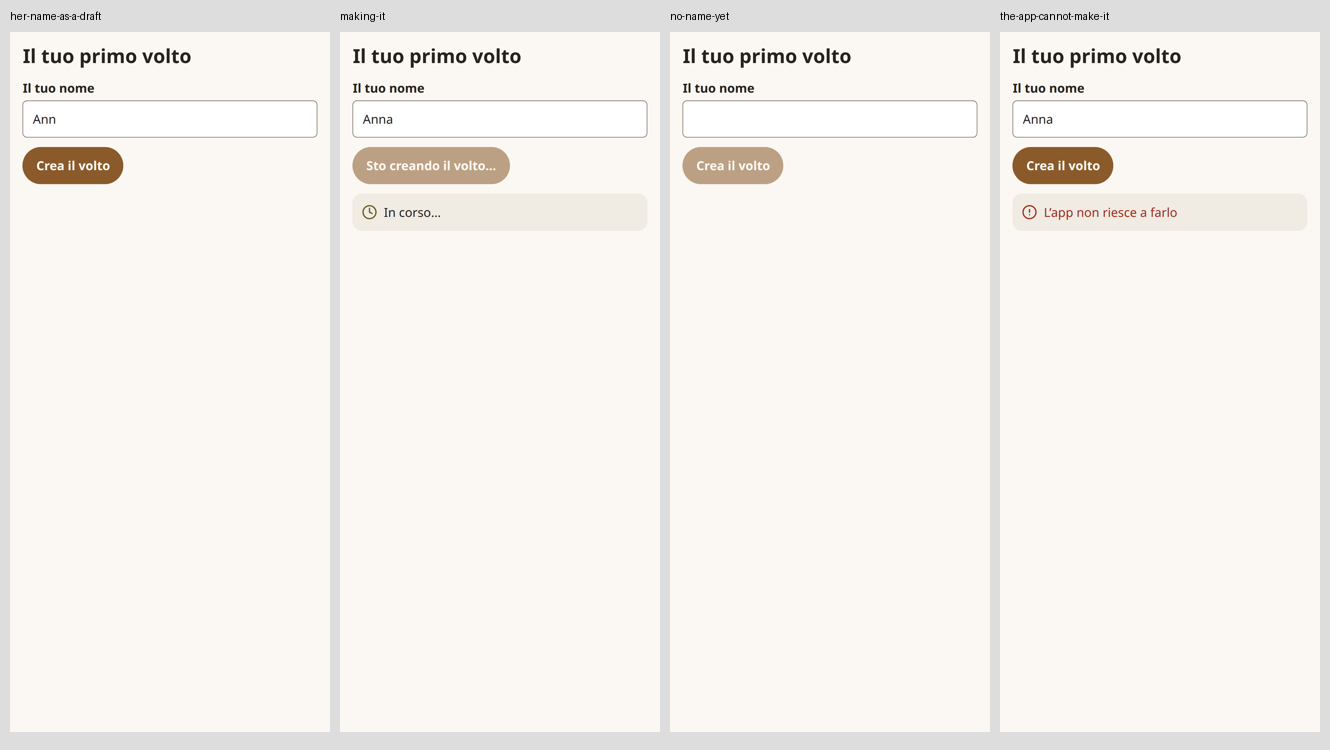 her-name-as-a-draft
Il tuo primo volto
Il tuo nome
Ann
Crea il volto
making-it
Il tuo primo volto
Il tuo nome
Anna
Sto creando il volto…
In corso…
no-name-yet
Il tuo primo volto
Il tuo nome
Crea il volto
the-app-cannot-make-it
Il tuo primo volto
Il tuo nome
Anna
Crea il volto
L’app non riesce a farlo